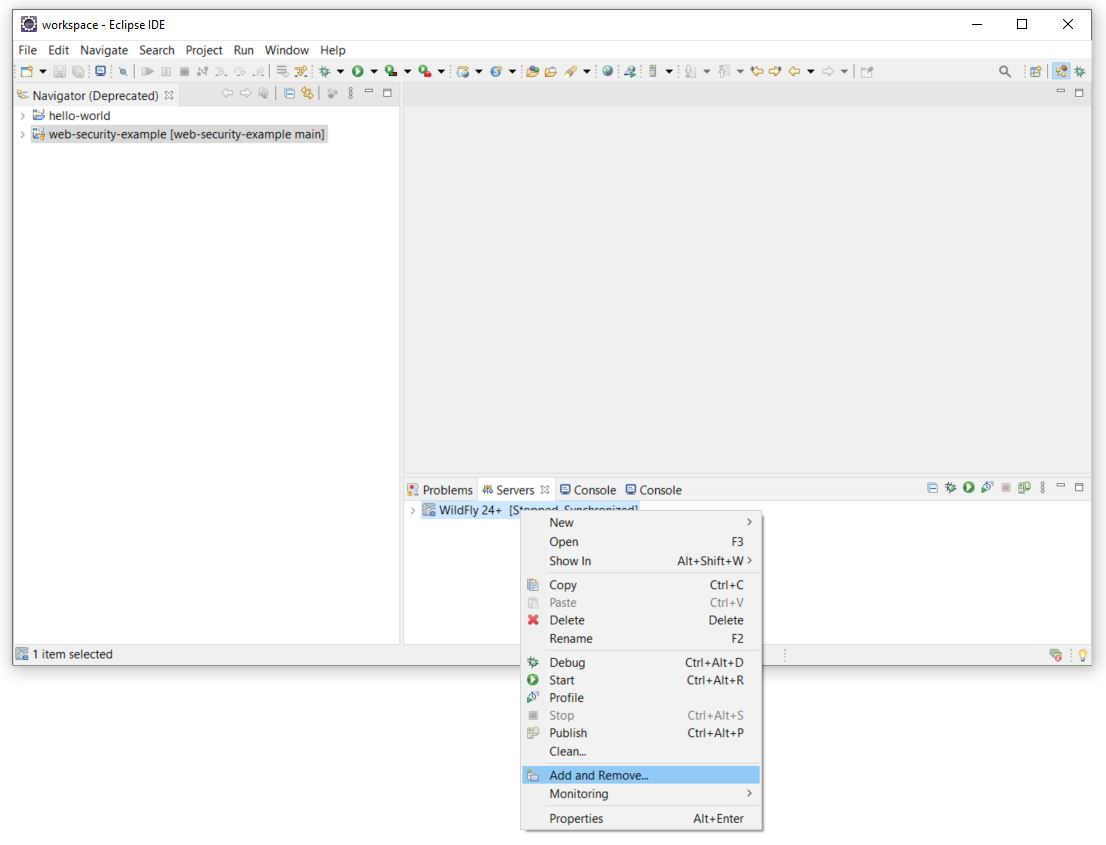 workspace - Eclipse IDE
File Edit Navigate Search Project Run Window Help
Navigator (Deprecated)
hello-world
web-security-example [web-security-example main]
Problems Servers Console Console
WildFly 24+ [Stopped, Synchronized]
New
Open F3
Show In Alt+Shift+W
Copy Ctrl+C
Paste Ctrl+V
Delete Delete
Rename F2
Debug Ctrl+Alt+D
Start Ctrl+Alt+R
Profile
Stop Ctrl+Alt+S
Publish Ctrl+Alt+P
Clean...
Add and Remove...
Monitoring
Properties Alt+Enter
1 item selected